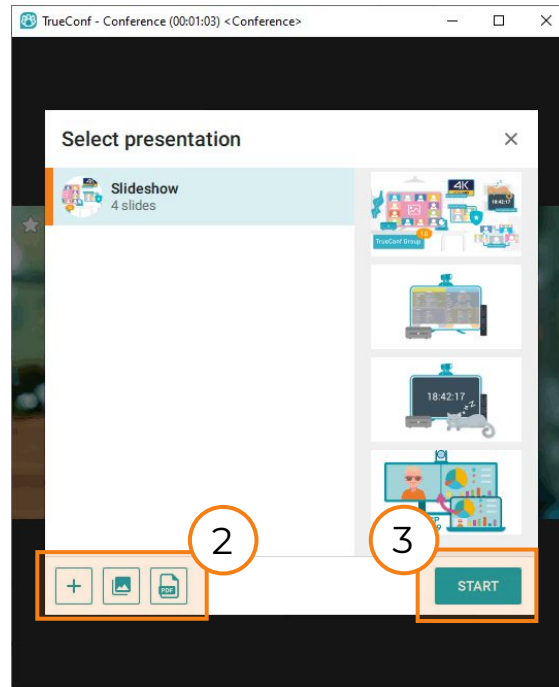 TrueConf - Conference (00:01:03) <Conference>
Select presentation
Slideshow
4 slides
4K
18:42:17
TrueConf Group
18:42:17
2
3
PDF
START